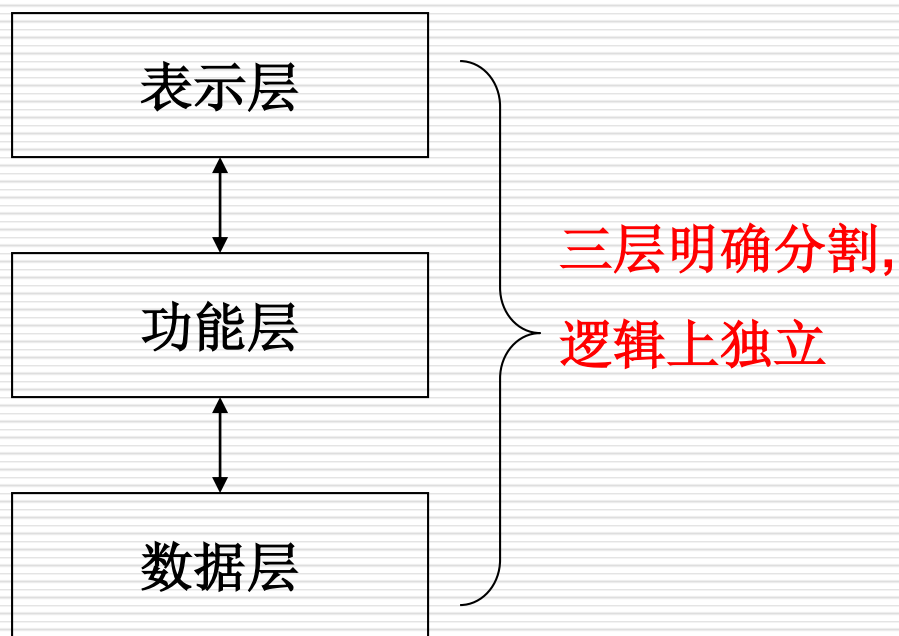 表示层
功能层
数据层
三层明确分割,
逻辑上独立